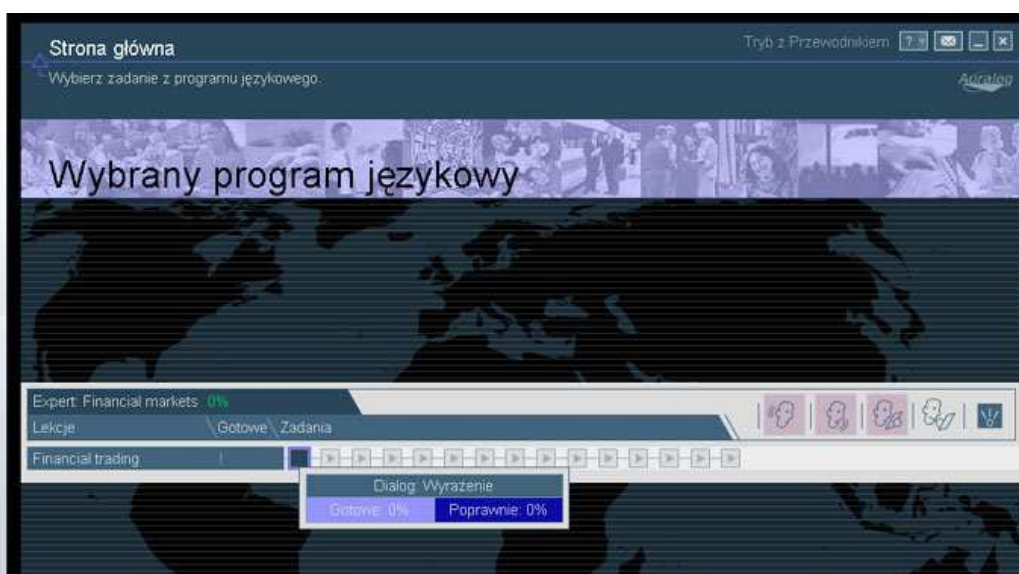 Strona główna
Tryb z Przewodnikiem ?
Wybierz zadanie z programu językowego.
Auralog
Wybrany program językowy
Expert: Financial markets 0%
Lekcje Gotowe Zadania
Financial trading
Dialog: Wyrażenie
Gotowe: 0% Poprawnie: 0%